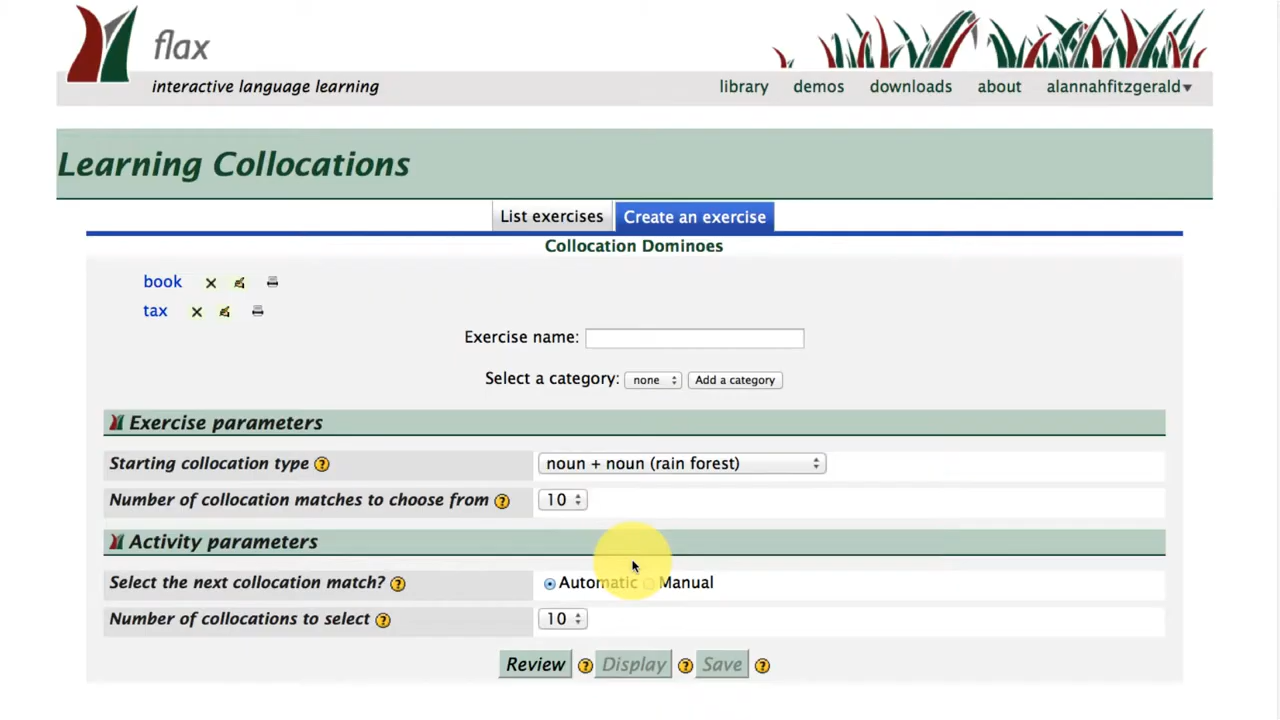 flax
interactive language learning
library demos downloads about alannahfitzgerald
Learning Collocations
List exercises Create an exercise
Collocation Dominoes
book
tax
Exercise name:
Select a category: none Add a category
Exercise parameters
Starting collocation type ? noun + noun (rain forest)
Number of collocation matches to choose from ? 10
Activity parameters
Select the next collocation match? ? Automatic Manual
Number of collocations to select ? 10
Review ? Display ? Save ?